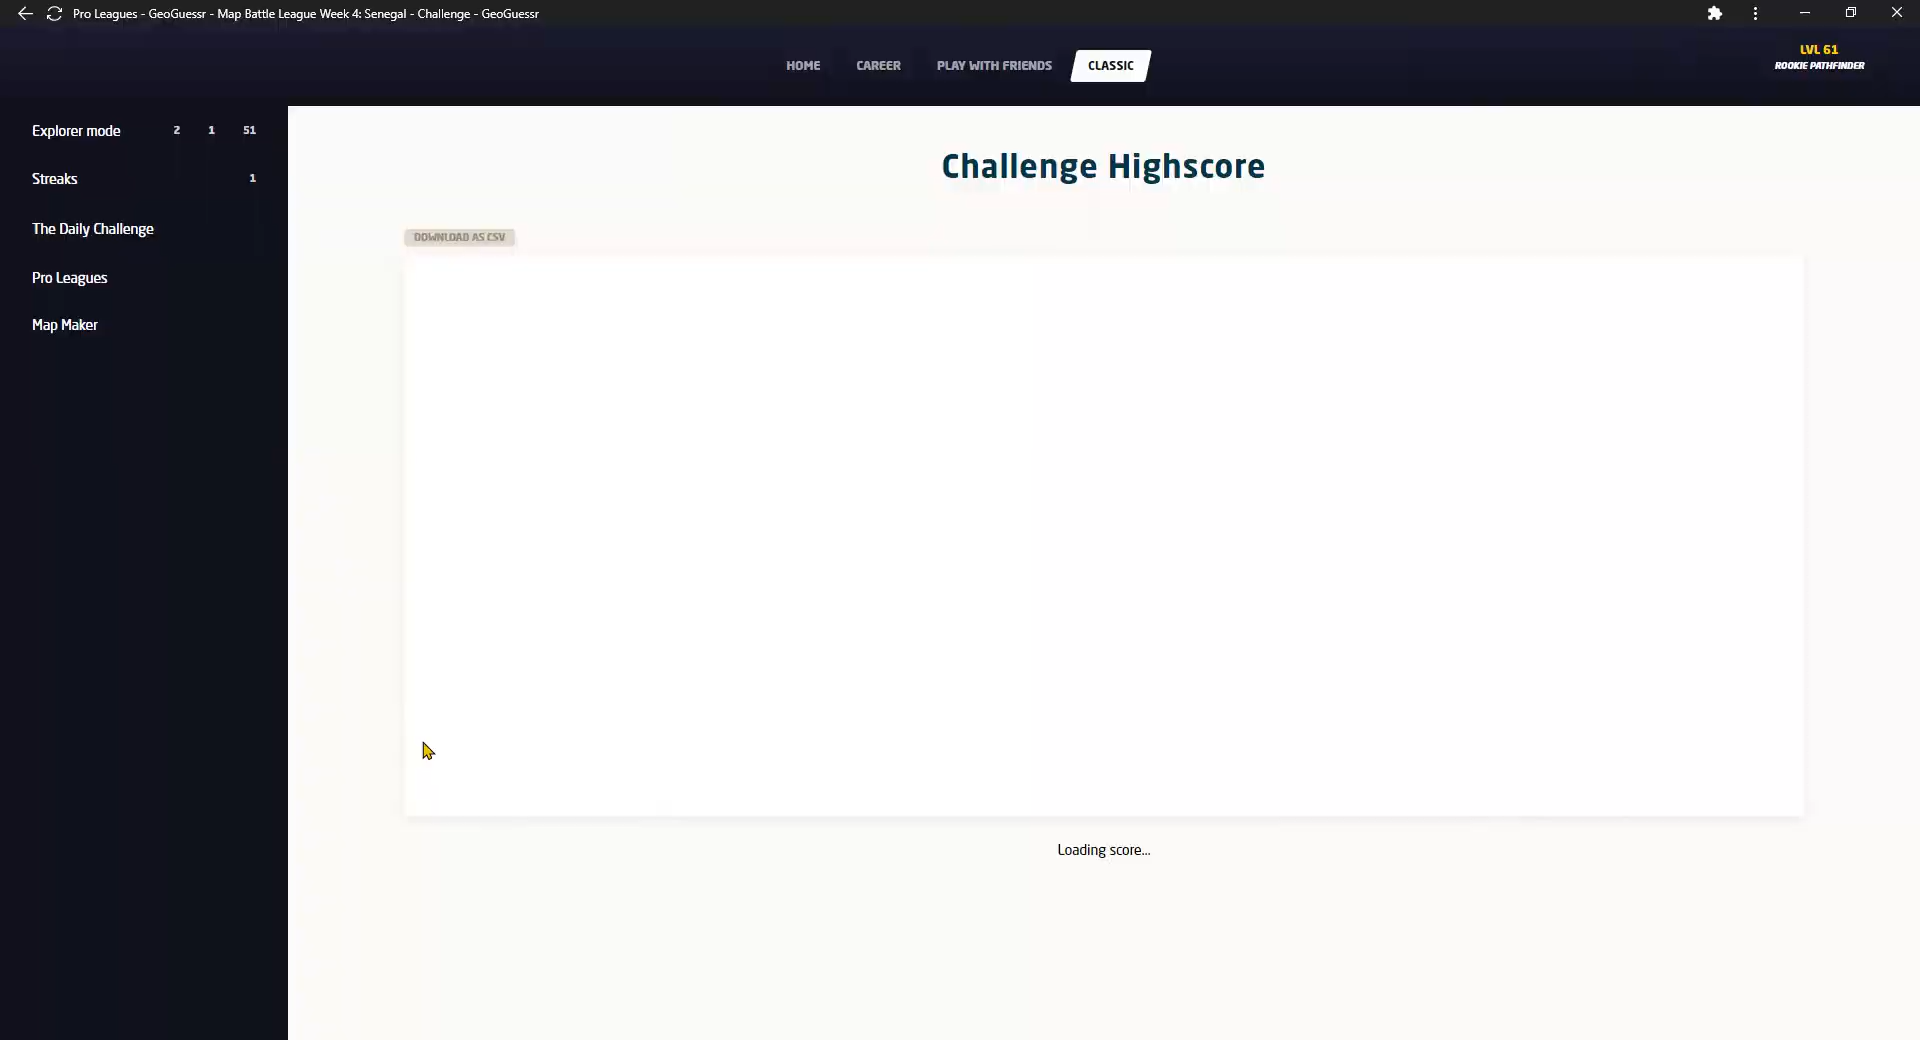 Pro Leagues - GeoGuessr - Map Battle League Week 4: Senegal - Challenge - GeoGuessr
HOME
CAREER
PLAY WITH FRIENDS
CLASSIC
LVL 61
ROOKIE PATHFINDER
Explorer mode 2 1 51
Streaks 1
The Daily Challenge
Pro Leagues
Map Maker
Challenge Highscore
DOWNLOAD AS CSV
Loading score...